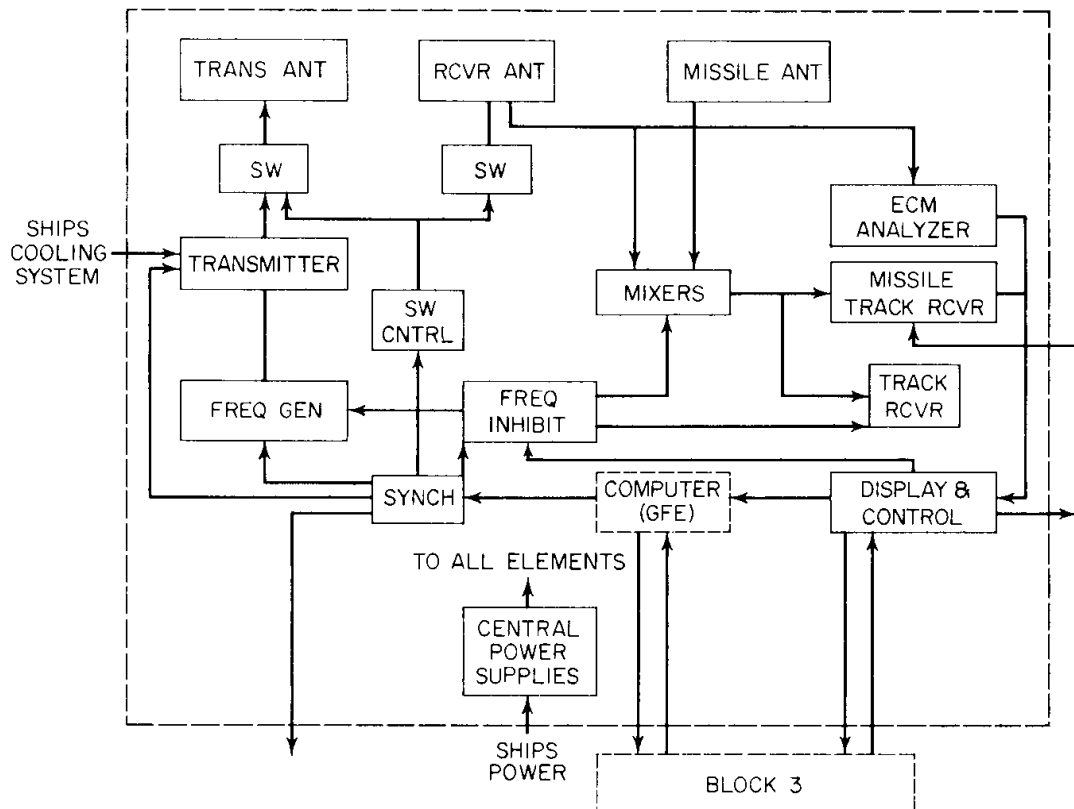 TRANS ANT
RCVR ANT
MISSILE ANT
SW
SW
ECM
ANALYZER
SHIPS
COOLING
SYSTEM
TRANSMITTER
MIXERS
MISSILE
TRACK RCVR
SW
CNTRL
FREQ GEN
FREQ
INHIBIT
TRACK
RCVR
SYNCH
COMPUTER
(GFE)
DISPLAY &
CONTROL
TO ALL ELEMENTS
CENTRAL
POWER
SUPPLIES
SHIPS
POWER
BLOCK 3